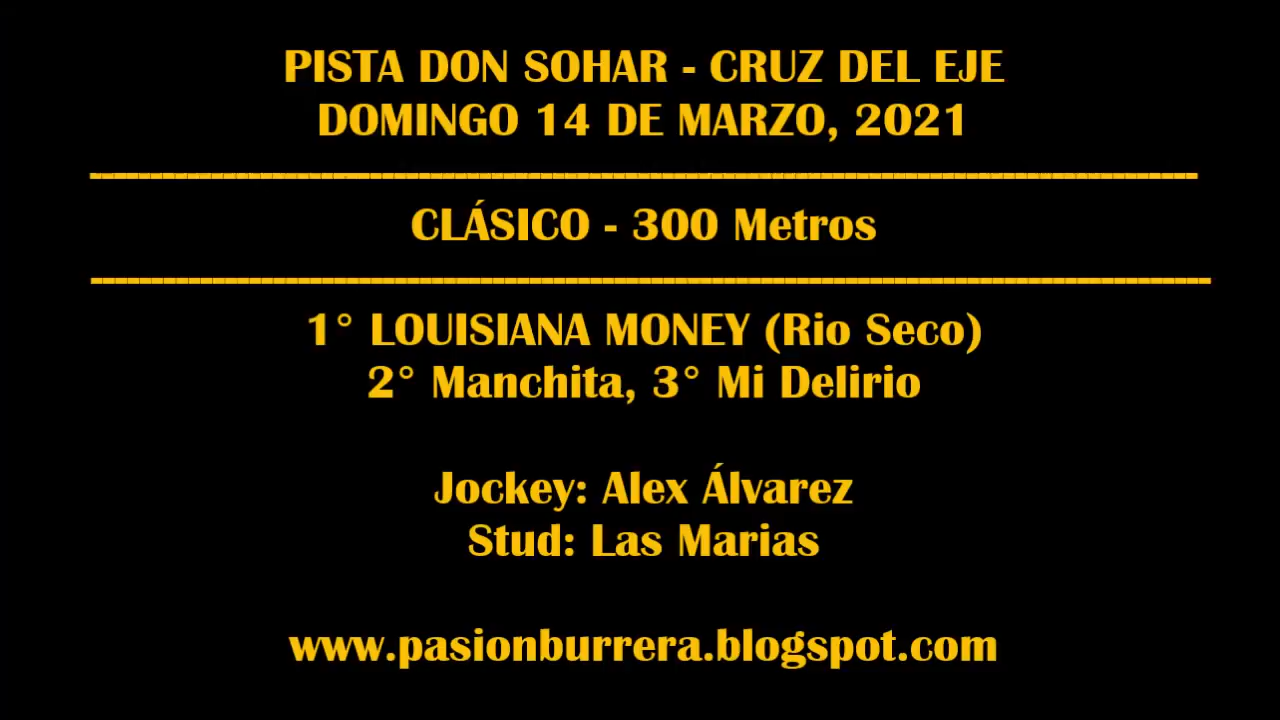 PISTA DON SOHAR - CRUZ DEL EJE
DOMINGO 14 DE MARZO, 2021
CLÁSICO - 300 Metros
1° LOUISIANA MONEY (Rio Seco)
2° Manchita, 3° Mi Delirio
Jockey: Alex Álvarez
Stud: Las Marias
www.pasionburrera.blogspot.com